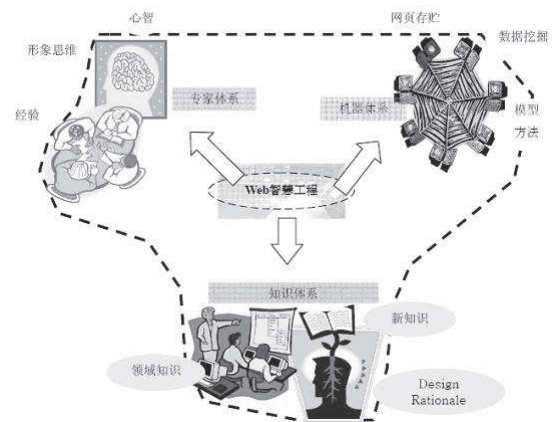 心智
网页存贮
形象思维
数据挖掘
专家体系
机器体系
经验
模型
方法
Web智慧工程
知识体系
新知识
领域知识
Design
Rationale